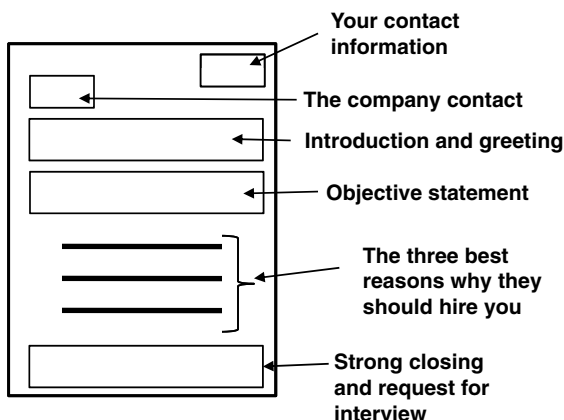 Your contact
information
The company contact
Introduction and greeting
Objective statement
The three best
reasons why they
should hire you
Strong closing
and request for
interview